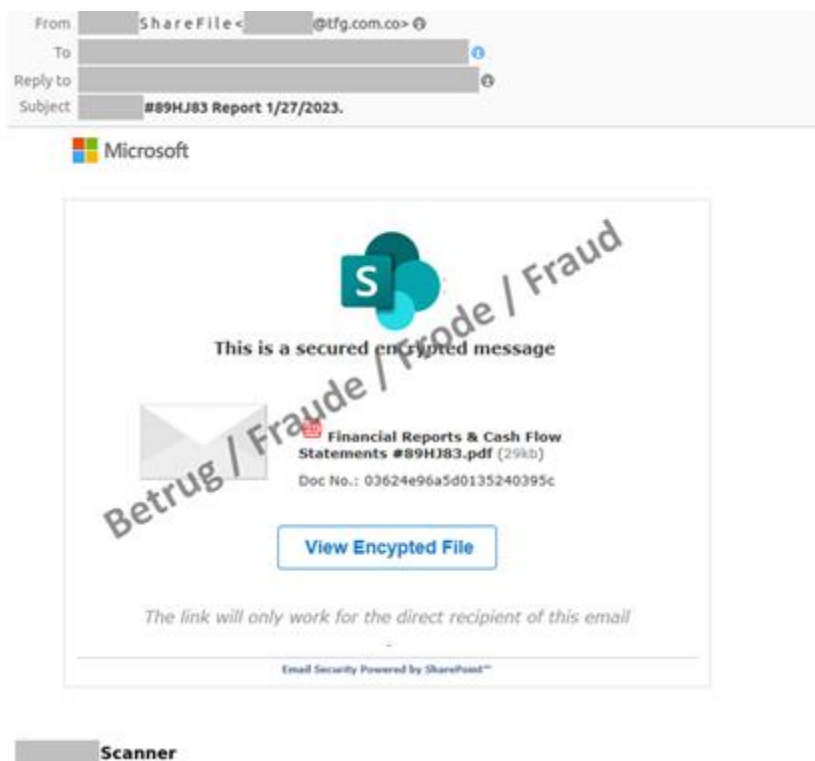 From ShareFile< @tfg.com.co>
To
Reply to
Subject #89HJ83 Report 1/27/2023.
Microsoft
S
This is a secured encrypted message
Financial Reports & Cash Flow
Statements #89HJ83.pdf (29kb)
Doc No.: 03624e96a5d0135240395c
Betrug / Fraude / Frode / Fraud
View Encypted File
The link will only work for the direct recipient of this email
-
Email Security Powered by SharePoint™
Scanner